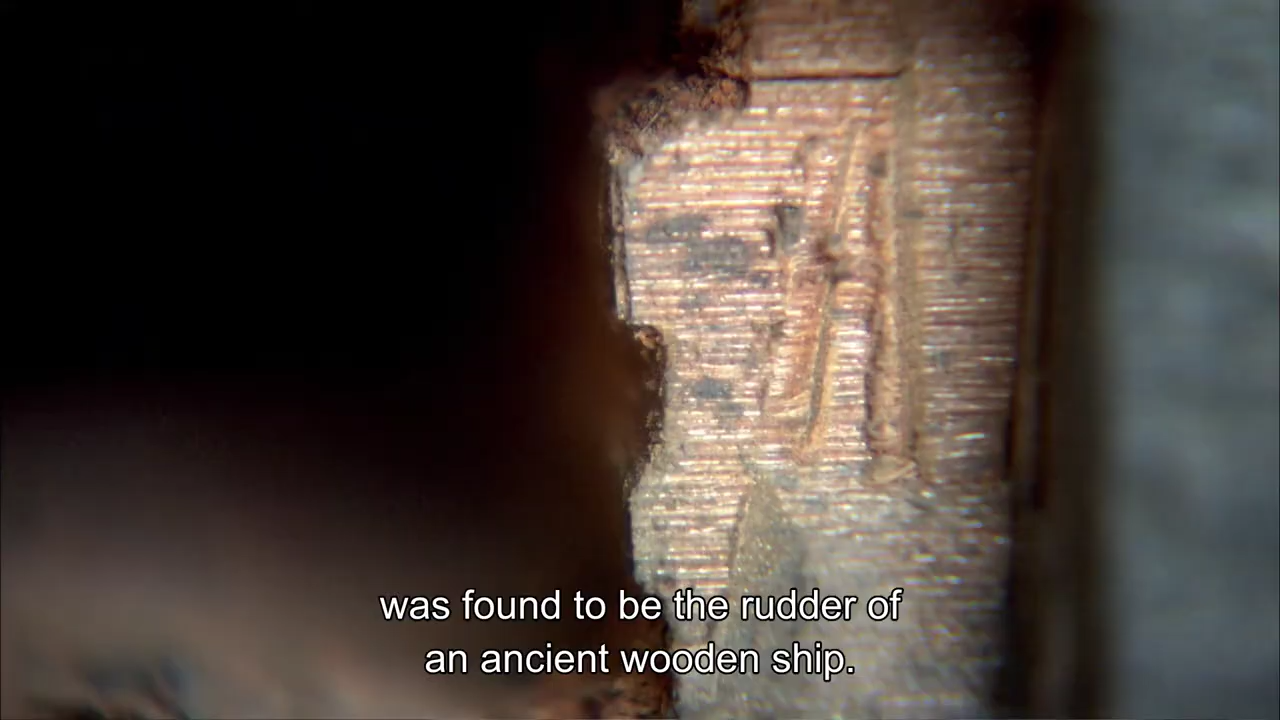 was found to be the rudder of
an ancient wooden ship.